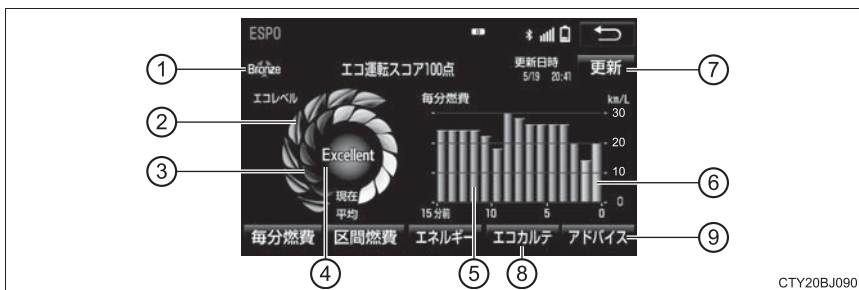 ESPO
① Bronze エコ運転スコア100点 更新日時 更新 ⑦
5/19 20:41
エコレベル 毎分燃費 km/L
② 30
20
Excellent
③ 10 ⑥
現在
平均 0
15分前 10 5 0
毎分燃費 区間燃費 エネルギー エコカルテ アドバイス ⑨
④ ⑤ ⑧
CTY20BJ090